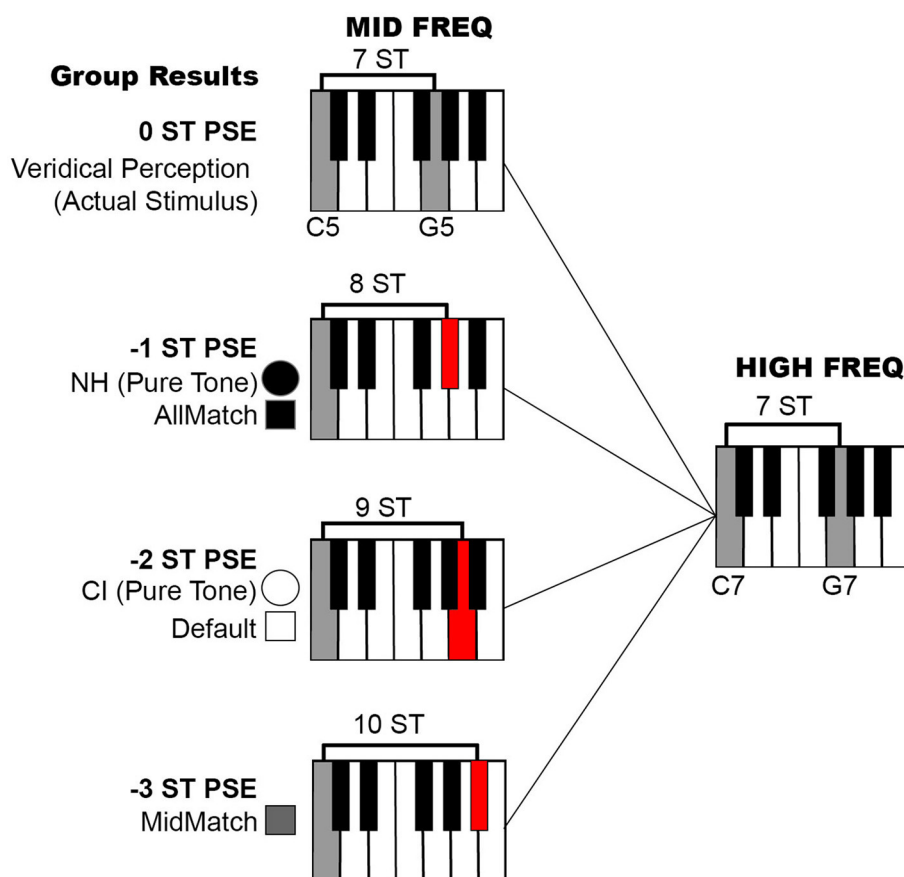 MID FREQ
7 ST
Group Results
0 ST PSE
Veridical Perception
(Actual Stimulus)
C5 G5
8 ST
-1 ST PSE
NH (Pure Tone)
AllMatch
HIGH FREQ
7 ST
C7 G7
9 ST
-2 ST PSE
CI (Pure Tone)
Default
10 ST
-3 ST PSE
MidMatch